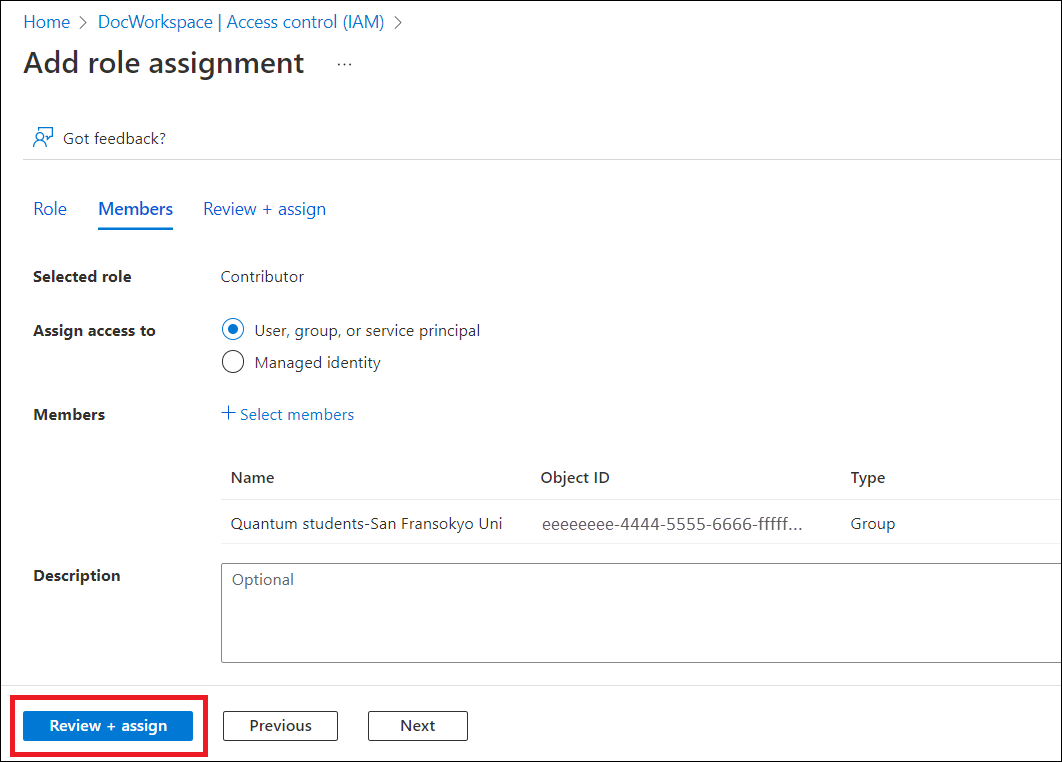 Home > DocWorkspace | Access control (IAM) >
Add role assignment ...
Got feedback?
Role Members Review + assign
Selected role Contributor
Assign access to User, group, or service principal
Managed identity
Members + Select members
Name Object ID Type
Quantum students-San Fransokyo Uni eeeeeeee-4444-5555-6666-fffff... Group
Description Optional
Review + assign Previous Next